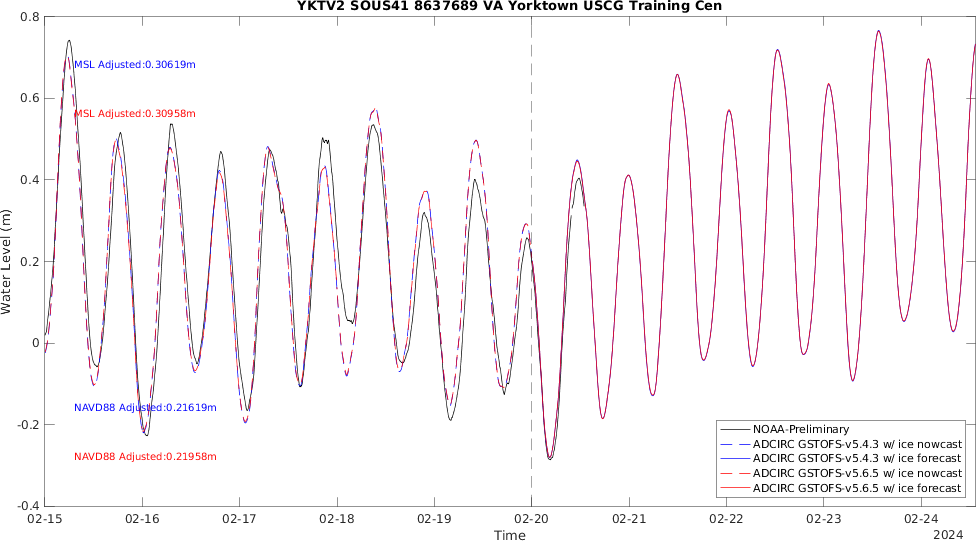 YKTV2 SOUS41 8637689 VA Yorktown USCG Training Cen
0.8
0.6
0.4
0.2
0
-0.2
-0.4
Water Level (m)
MSL Adjusted:0.30619m
MSL Adjusted:0.30958m
NAVD88 Adjusted:0.21619m
NAVD88 Adjusted:0.21958m
NOAA-Preliminary
ADCIRC GSTOFS-v5.4.3 w/ ice nowcast
ADCIRC GSTOFS-v5.4.3 w/ ice forecast
ADCIRC GSTOFS-v5.6.5 w/ ice nowcast
ADCIRC GSTOFS-v5.6.5 w/ ice forecast
02-15 02-16 02-17 02-18 02-19 02-20 02-21 02-22 02-23 02-24
Time
2024